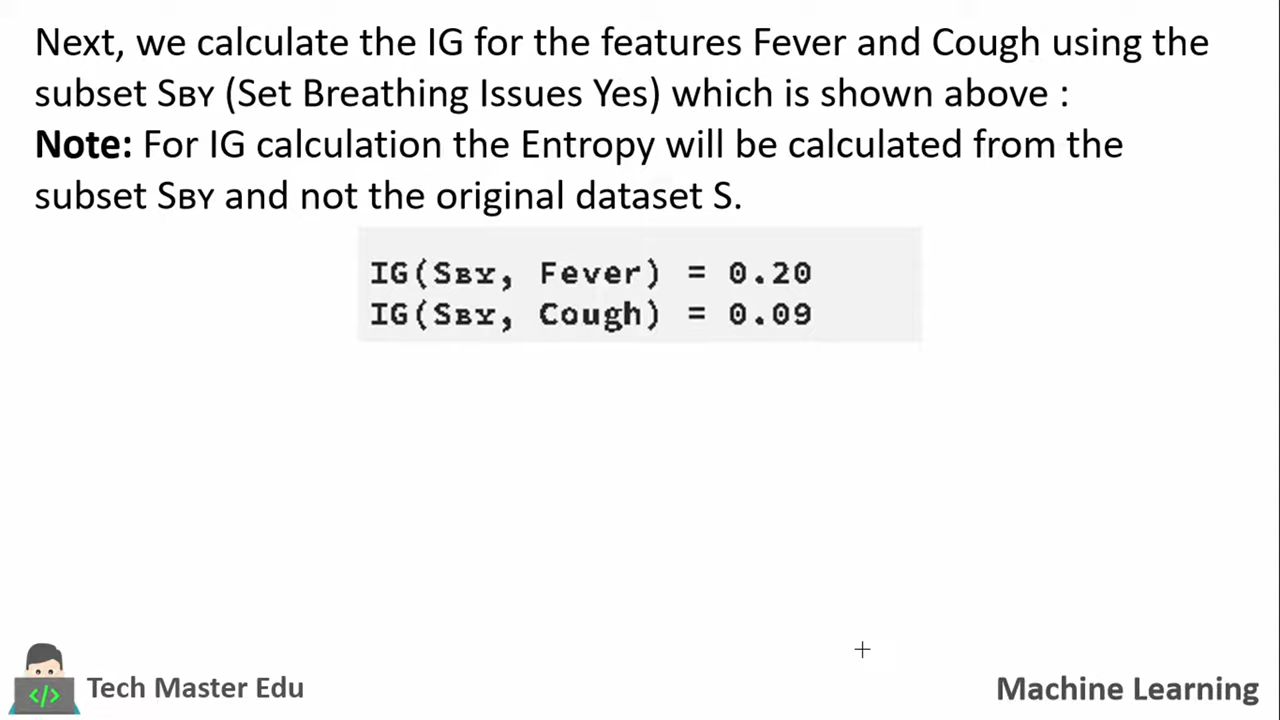 Next, we calculate the IG for the features Fever and Cough using the
subset Sʙʏ (Set Breathing Issues Yes) which is shown above :
Note: For IG calculation the Entropy will be calculated from the
subset Sʙʏ and not the original dataset S.
IG(Sʙʏ, Fever) = 0.20
IG(Sʙʏ, Cough) = 0.09
</> Tech Master Edu
Machine Learning